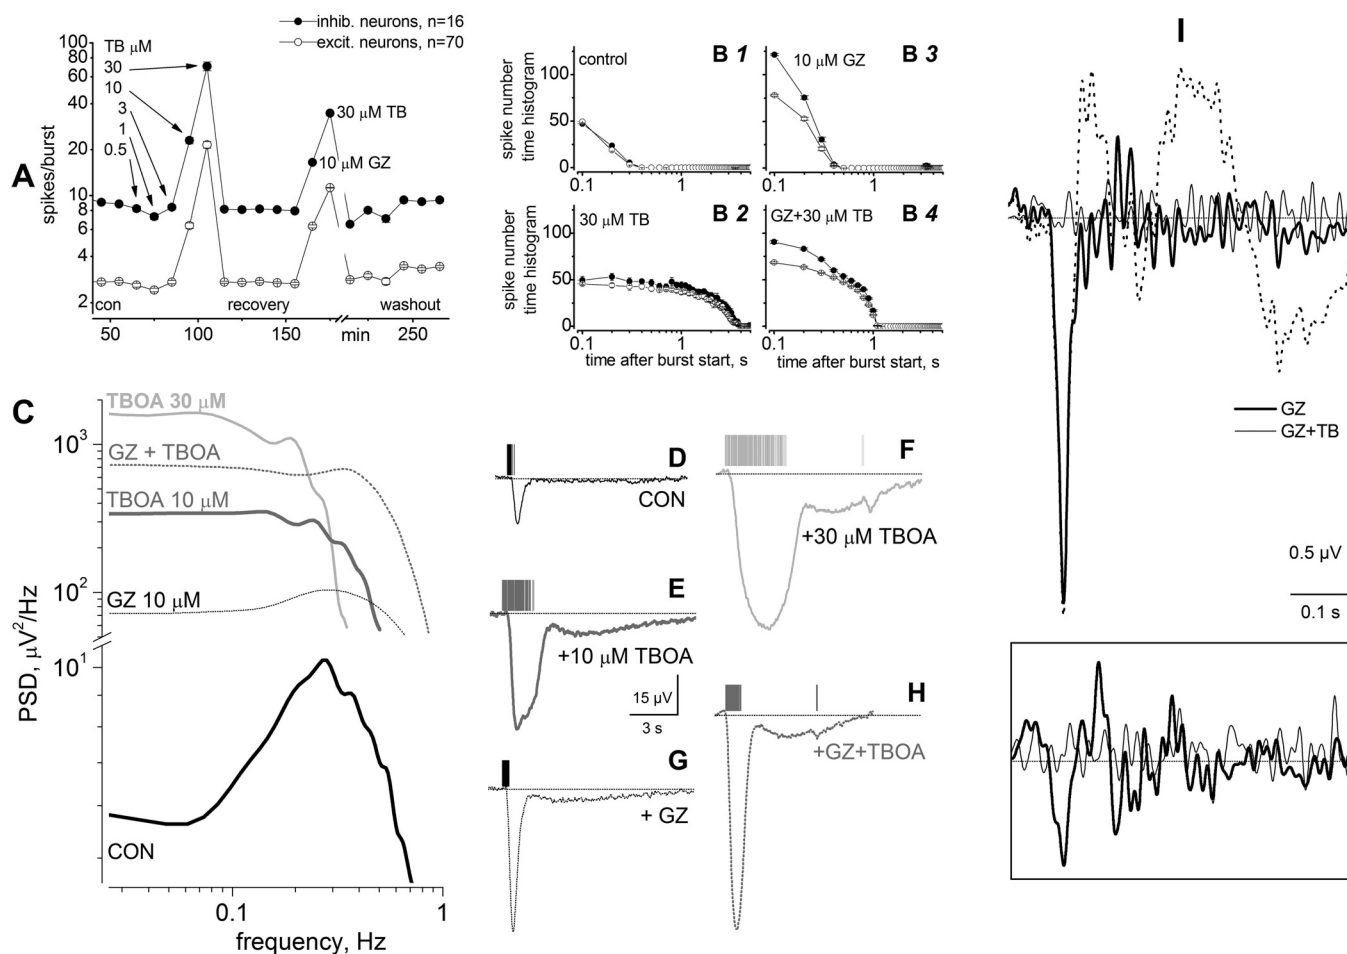 inhib. neurons, n=16
excit. neurons, n=70
A
spikes/burst
100
80
60
40
20
10
8
6
4
2
TB μM
30
10
3
1
0.5
30 μM TB
10 μM GZ
con
recovery
washout
50
100
150
min
250
B 1
control
spike number
time histogram
100
50
0
0.1
1
B 3
10 μM GZ
0.1
1
B 2
30 μM TB
spike number
time histogram
100
50
0
0.1
1
time after burst start, s
B 4
GZ+30 μM TB
0.1
1
time after burst start, s
C
TBOA 30 μM
GZ + TBOA
TBOA 10 μM
GZ 10 μM
CON
PSD, μV²/Hz
10³
10²
10¹
0.1
1
frequency, Hz
D
CON
E
+10 μM TBOA
15 μV
3 s
F
+30 μM TBOA
G
+ GZ
H
+GZ+TBOA
I
GZ
GZ+TB
0.5 μV
0.1 s